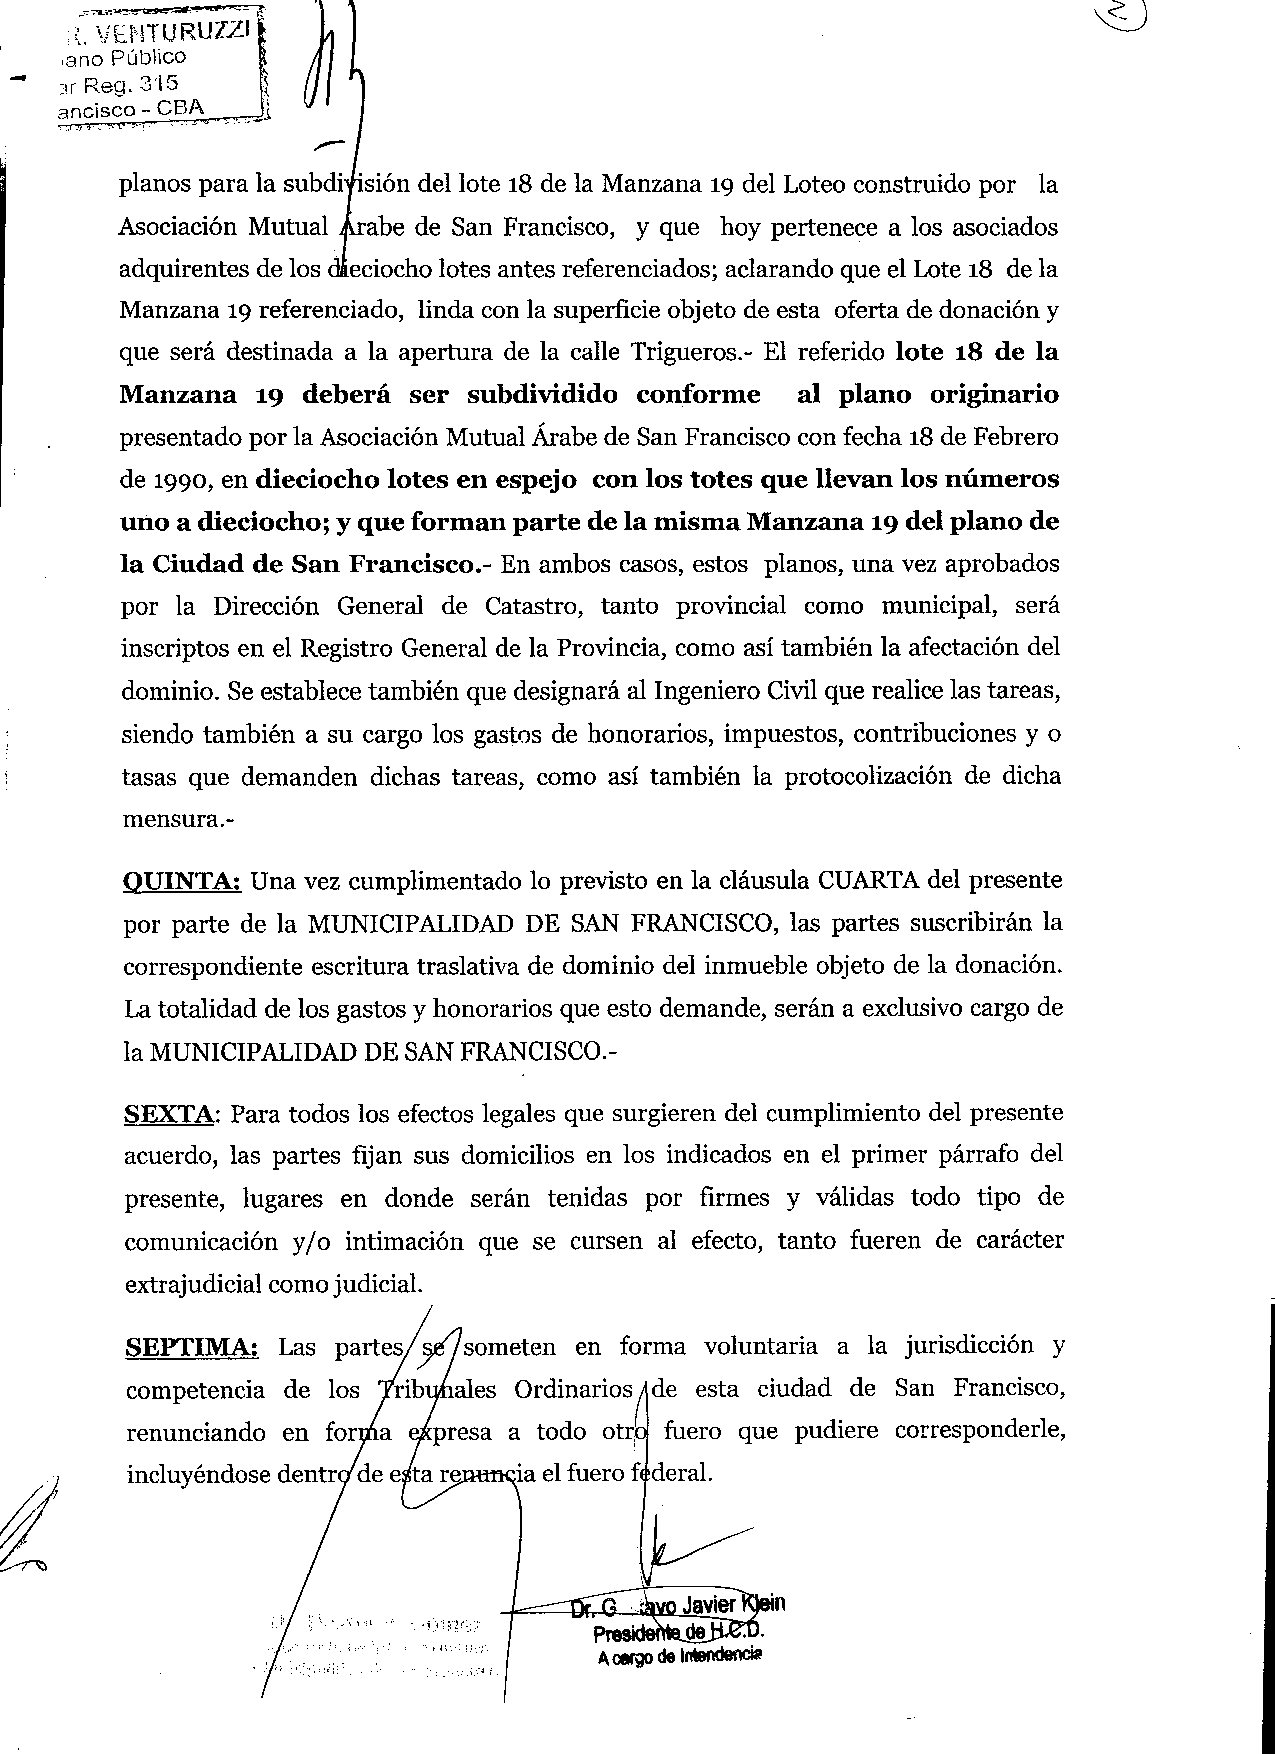 R. VENTURUZZI
ano Público
ar Reg. 315
ancisco - CBA
2
planos para la subdivisión del lote 18 de la Manzana 19 del Loteo construido por la
Asociación Mutual Árabe de San Francisco, y que hoy pertenece a los asociados
adquirentes de los dieciocho lotes antes referenciados; aclarando que el Lote 18 de la
Manzana 19 referenciado, linda con la superficie objeto de esta oferta de donación y
que será destinada a la apertura de la calle Trigueros.- El referido lote 18 de la
Manzana 19 deberá ser subdividido conforme al plano originario
presentado por la Asociación Mutual Árabe de San Francisco con fecha 18 de Febrero
de 1990, en dieciocho lotes en espejo con los totes que llevan los números
uno a dieciocho; y que forman parte de la misma Manzana 19 del plano de
la Ciudad de San Francisco.- En ambos casos, estos planos, una vez aprobados
por la Dirección General de Catastro, tanto provincial como municipal, será
inscriptos en el Registro General de la Provincia, como así también la afectación del
dominio. Se establece también que designará al Ingeniero Civil que realice las tareas,
siendo también a su cargo los gastos de honorarios, impuestos, contribuciones y o
tasas que demanden dichas tareas, como así también la protocolización de dicha
mensura.-
QUINTA: Una vez cumplimentado lo previsto en la cláusula CUARTA del presente
por parte de la MUNICIPALIDAD DE SAN FRANCISCO, las partes suscribirán la
correspondiente escritura traslativa de dominio del inmueble objeto de la donación.
La totalidad de los gastos y honorarios que esto demande, serán a exclusivo cargo de
la MUNICIPALIDAD DE SAN FRANCISCO.-
SEXTA: Para todos los efectos legales que surgieren del cumplimiento del presente
acuerdo, las partes fijan sus domicilios en los indicados en el primer párrafo del
presente, lugares en donde serán tenidas por firmes y válidas todo tipo de
comunicación y/o intimación que se cursen al efecto, tanto fueren de carácter
extrajudicial como judicial.
SEPTIMA: Las partes se someten en forma voluntaria a la jurisdicción y
competencia de los Tribunales Ordinarios de esta ciudad de San Francisco,
renunciando en forma expresa a todo otro fuero que pudiere corresponderle,
incluyéndose dentro de esta renuncia el fuero federal.
Dr. G avo Javier Klein
Presidente de H.C.D.
A cargo de Intendencia